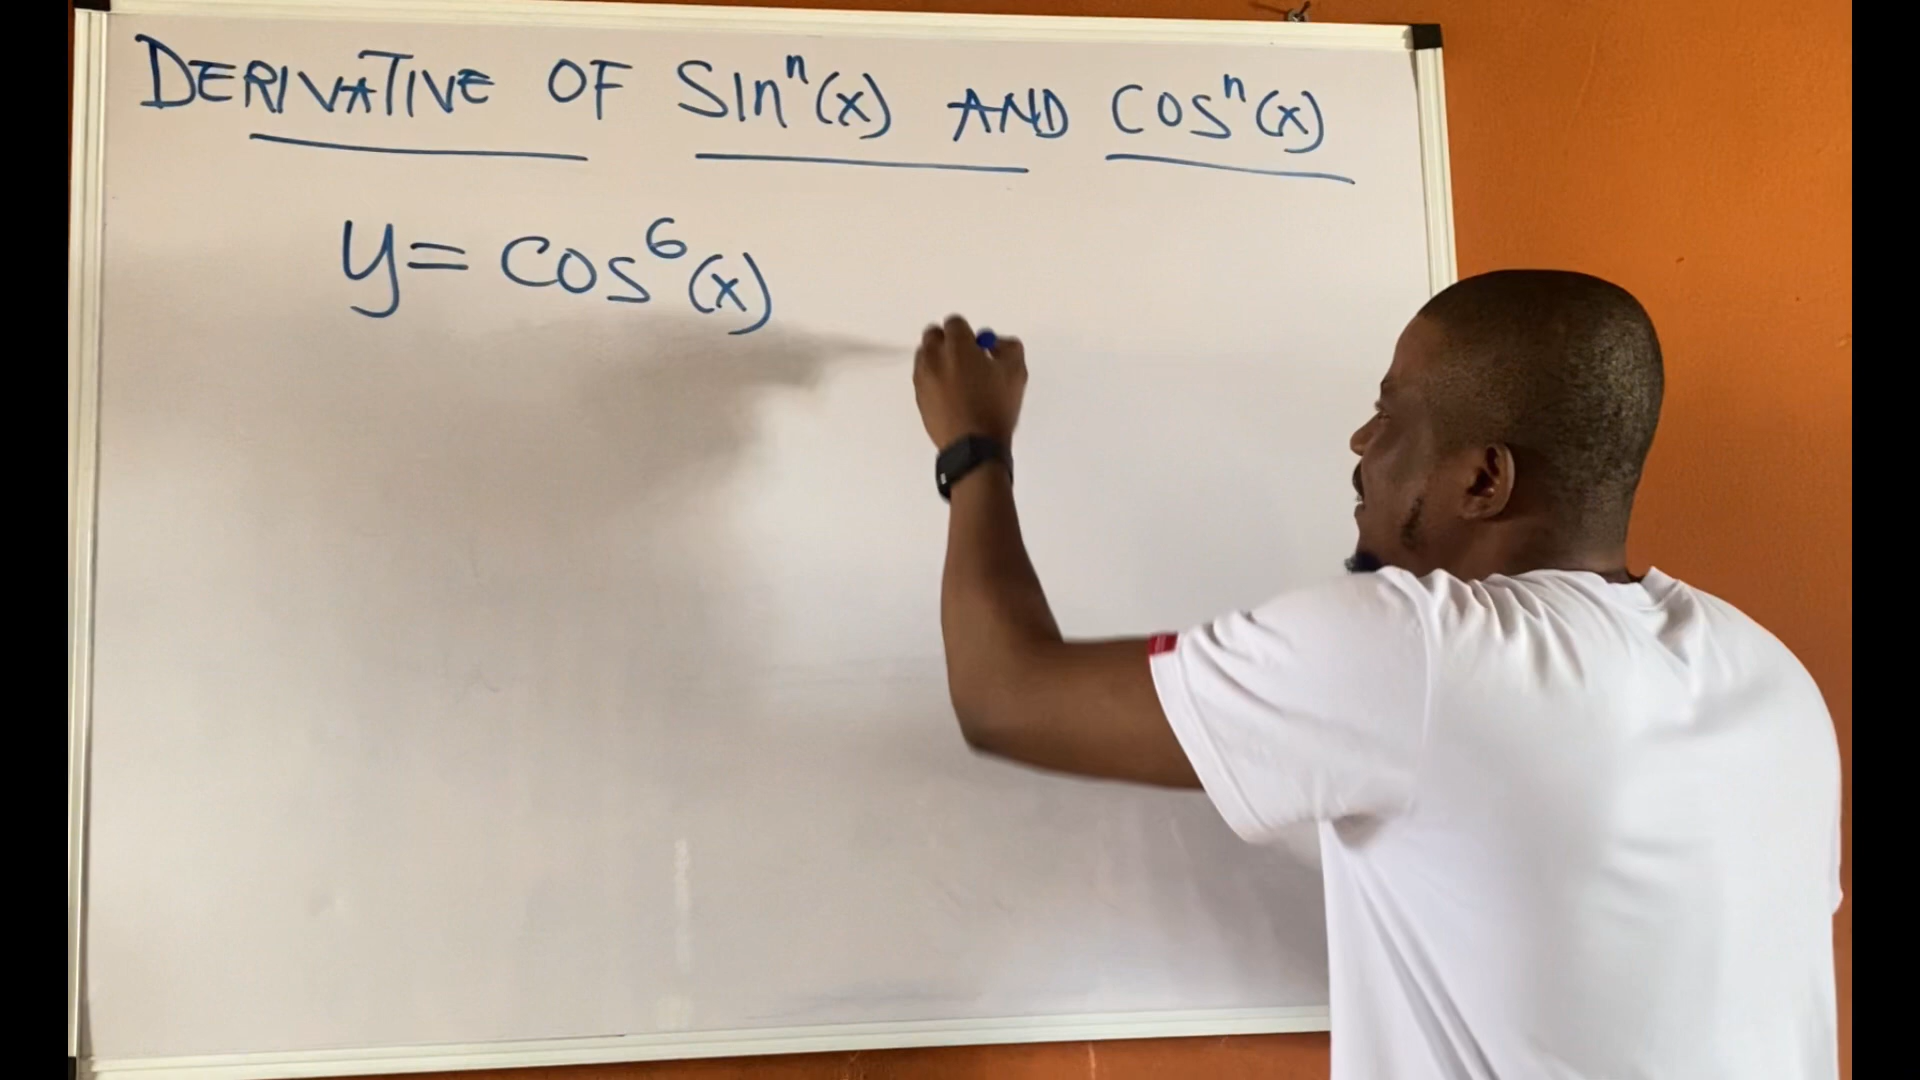 DERIVATIVE OF Sinⁿ(x) AND COSⁿ(x)
y = cos⁶(x)